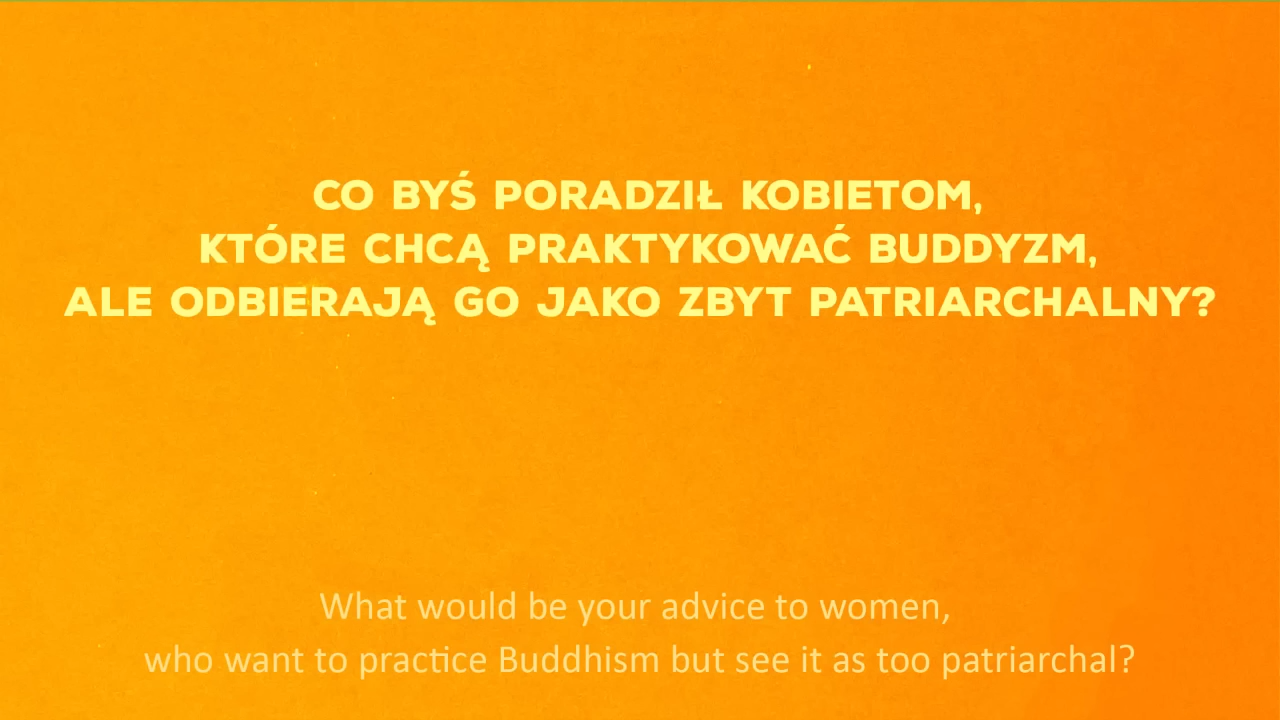 CO BYŚ PORADZIŁ KOBIETOM,
KTÓRE CHCĄ PRAKTYKOWAĆ BUDDYZM,
ALE ODBIERAJĄ GO JAKO ZBYT PATRIARCHALNY?
What would be your advice to women,
who want to practice Buddhism but see it as too patriarchal?